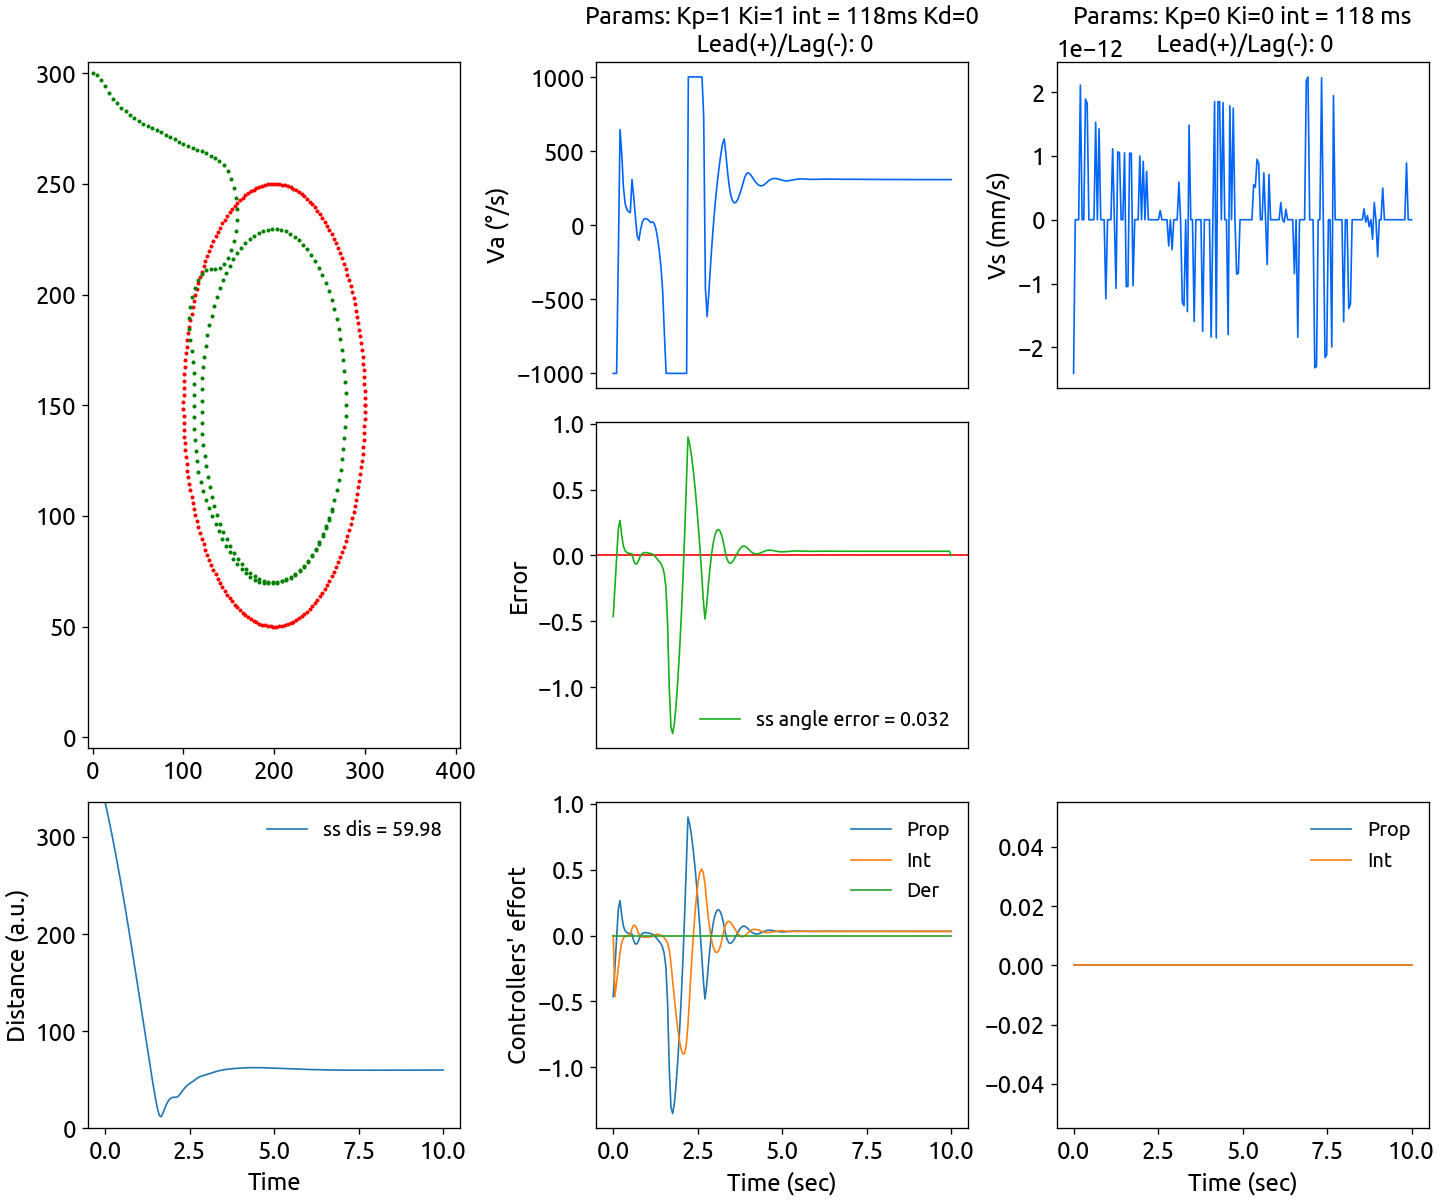 Params: Kp=1 Ki=1 int = 118ms Kd=0
Lead(+)/Lag(-): 0
Params: Kp=0 Ki=0 int = 118 ms
Lead(+)/Lag(-): 0
1e−12
300
250
200
150
100
50
0
0
100
200
300
400
Va (°/s)
1000
500
0
−500
−1000
Vs (mm/s)
2
1
0
−1
−2
Error
1.0
0.5
0.0
−0.5
−1.0
ss angle error = 0.032
Distance (a.u.)
300
200
100
0
ss dis = 59.98
0.0
2.5
5.0
7.5
10.0
Time
Controllers' effort
1.0
0.5
0.0
−0.5
−1.0
Prop
Int
Der
0.0
2.5
5.0
7.5
10.0
Time (sec)
0.04
0.02
0.00
−0.02
−0.04
Prop
Int
0.0
2.5
5.0
7.5
10.0
Time (sec)